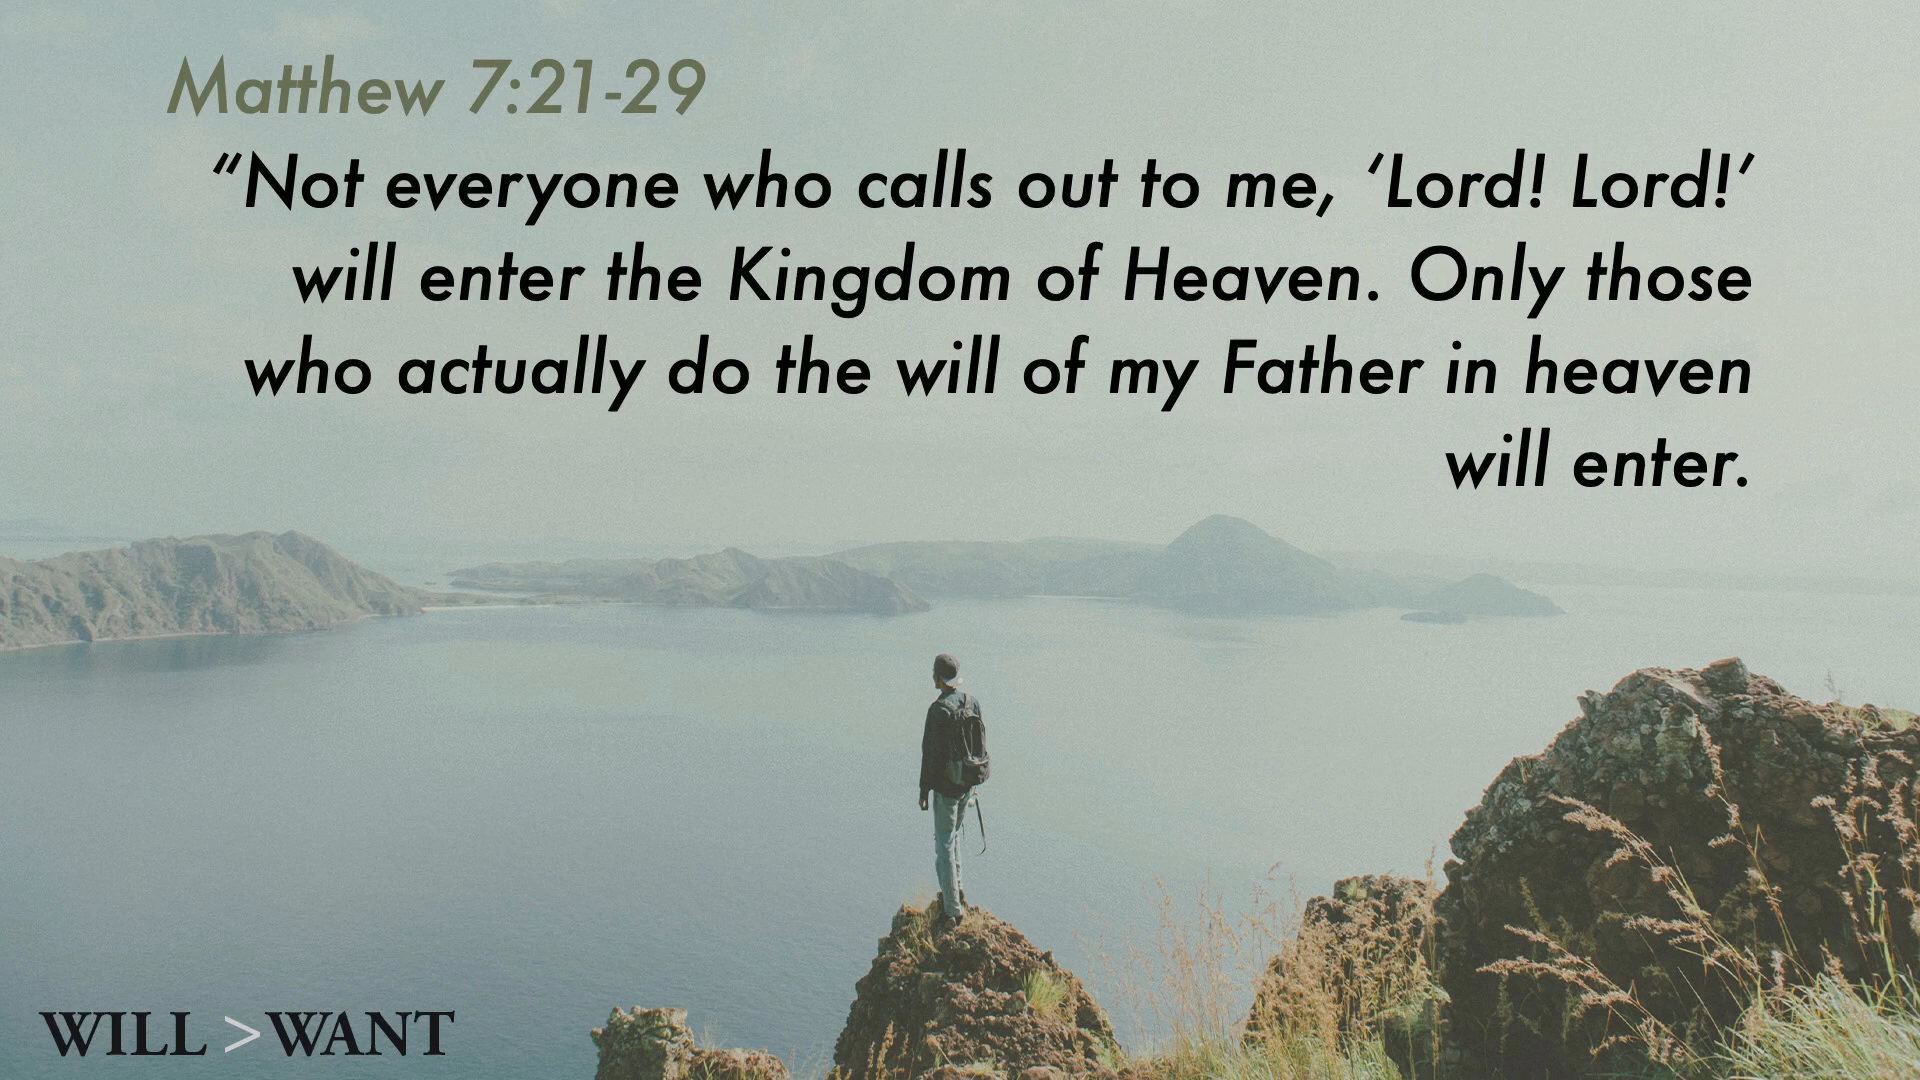 Matthew 7:21-29
“Not everyone who calls out to me, ‘Lord! Lord!’
will enter the Kingdom of Heaven. Only those
who actually do the will of my Father in heaven
will enter.
WILL >WANT